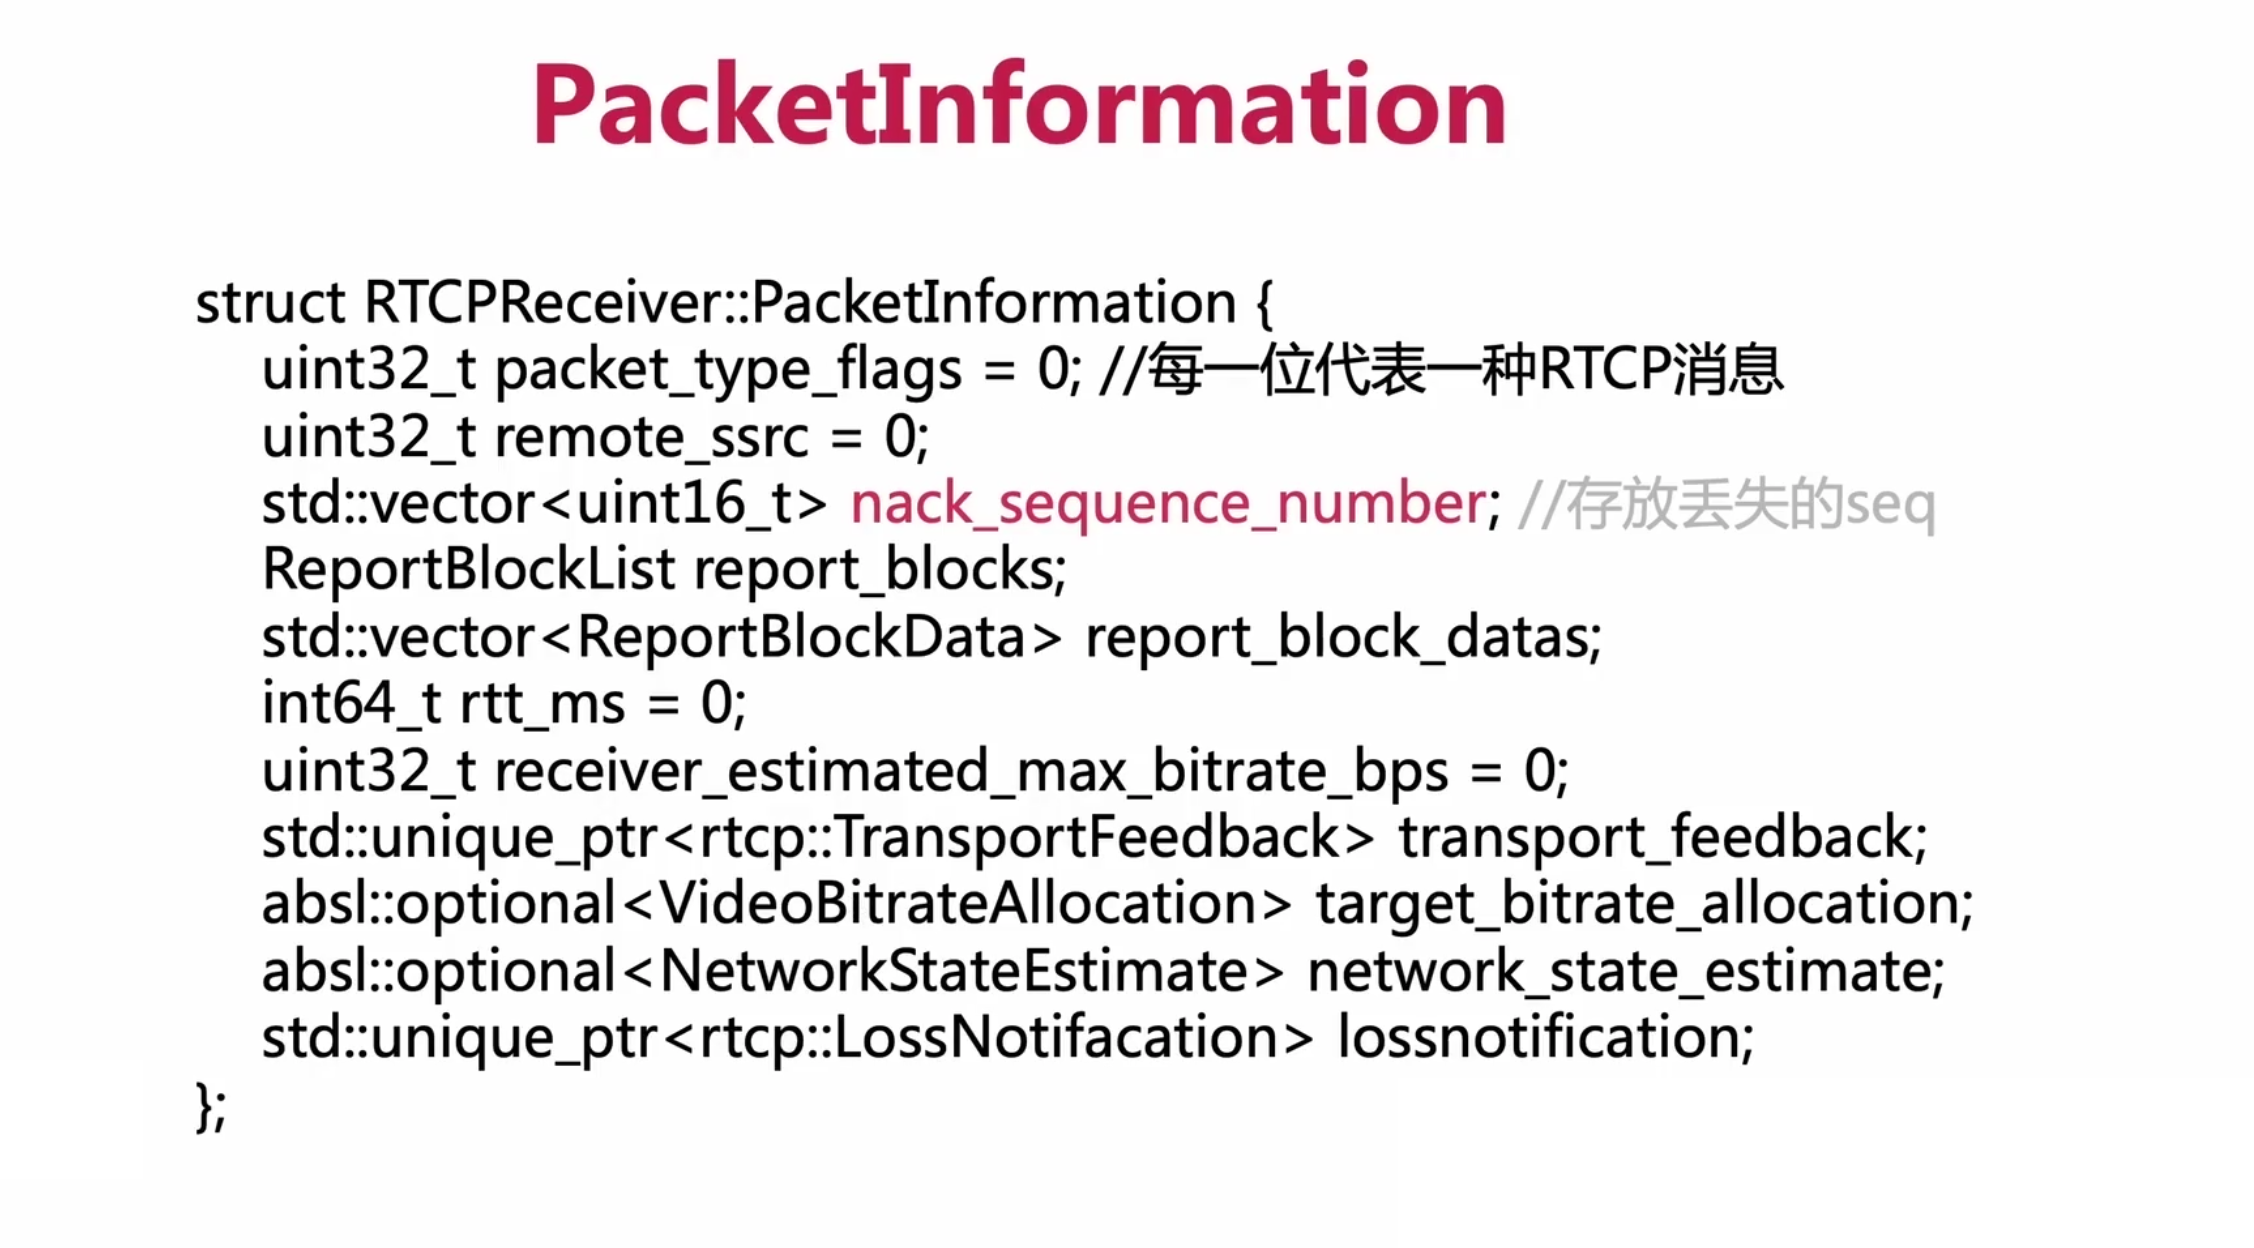 PacketInformation
struct RTCPReceiver::PacketInformation {
uint32_t packet_type_flags = 0; //每一位代表一种RTCP消息
uint32_t remote_ssrc = 0;
std::vector<uint16_t> nack_sequence_number; //存放丢失的seq
ReportBlockList report_blocks;
std::vector<ReportBlockData> report_block_datas;
int64_t rtt_ms = 0;
uint32_t receiver_estimated_max_bitrate_bps = 0;
std::unique_ptr<rtcp::TransportFeedback> transport_feedback;
absl::optional<VideoBitrateAllocation> target_bitrate_allocation;
absl::optional<NetworkStateEstimate> network_state_estimate;
std::unique_ptr<rtcp::LossNotifacation> lossnotification;
};